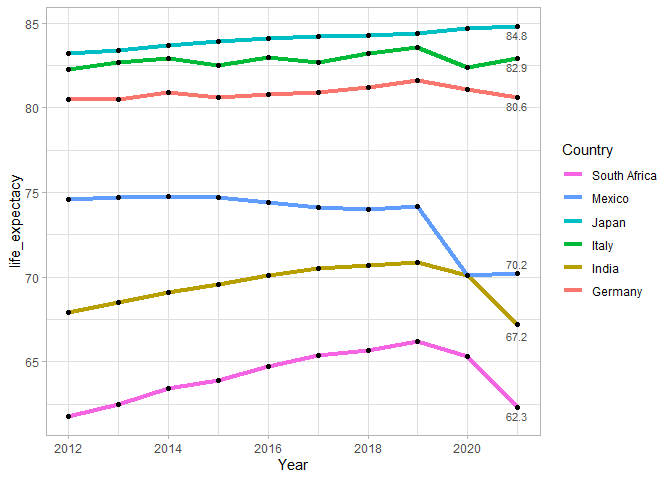 85
84.8
82.9
80
80.6
75
70.2
70
67.2
65
62.3
2012
2014
2016
2018
2020
Year
life_expectacy
Country
South Africa
Mexico
Japan
Italy
India
Germany